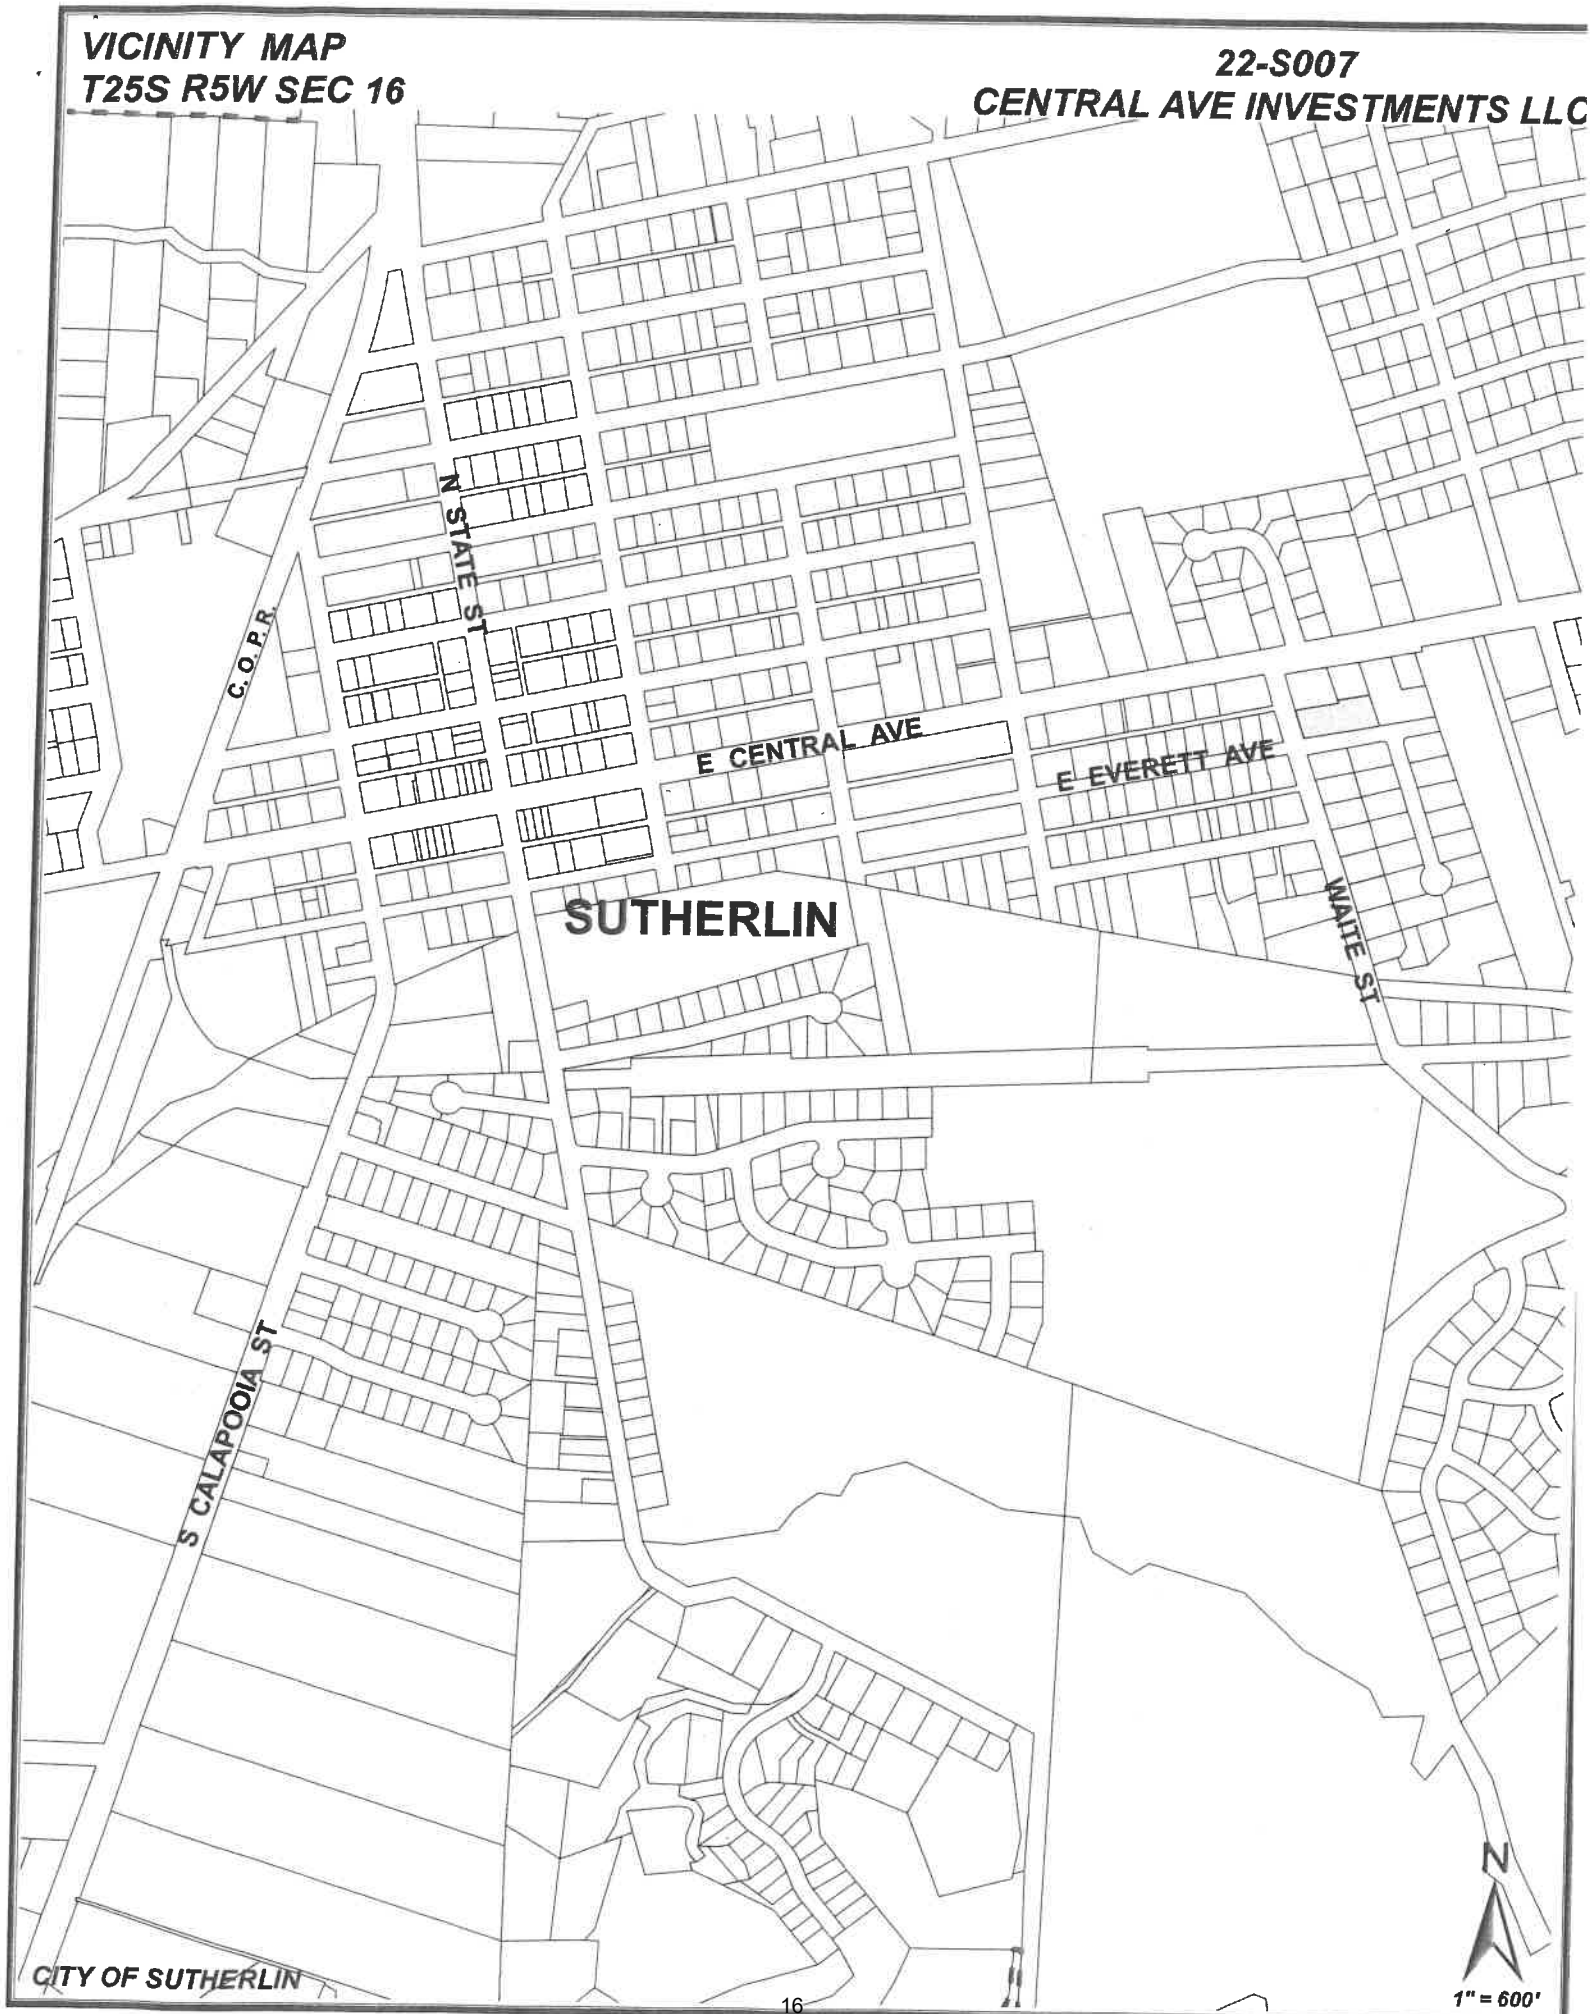 VICINITY MAP
T25S R5W SEC 16
22-S007
CENTRAL AVE INVESTMENTS LLC
N STATE ST
C. O. P. R.
E CENTRAL AVE
E EVERETT AVE
SUTHERLIN
WAITE ST
S CALAPOOIA ST
N
CITY OF SUTHERLIN
16
1" = 600'